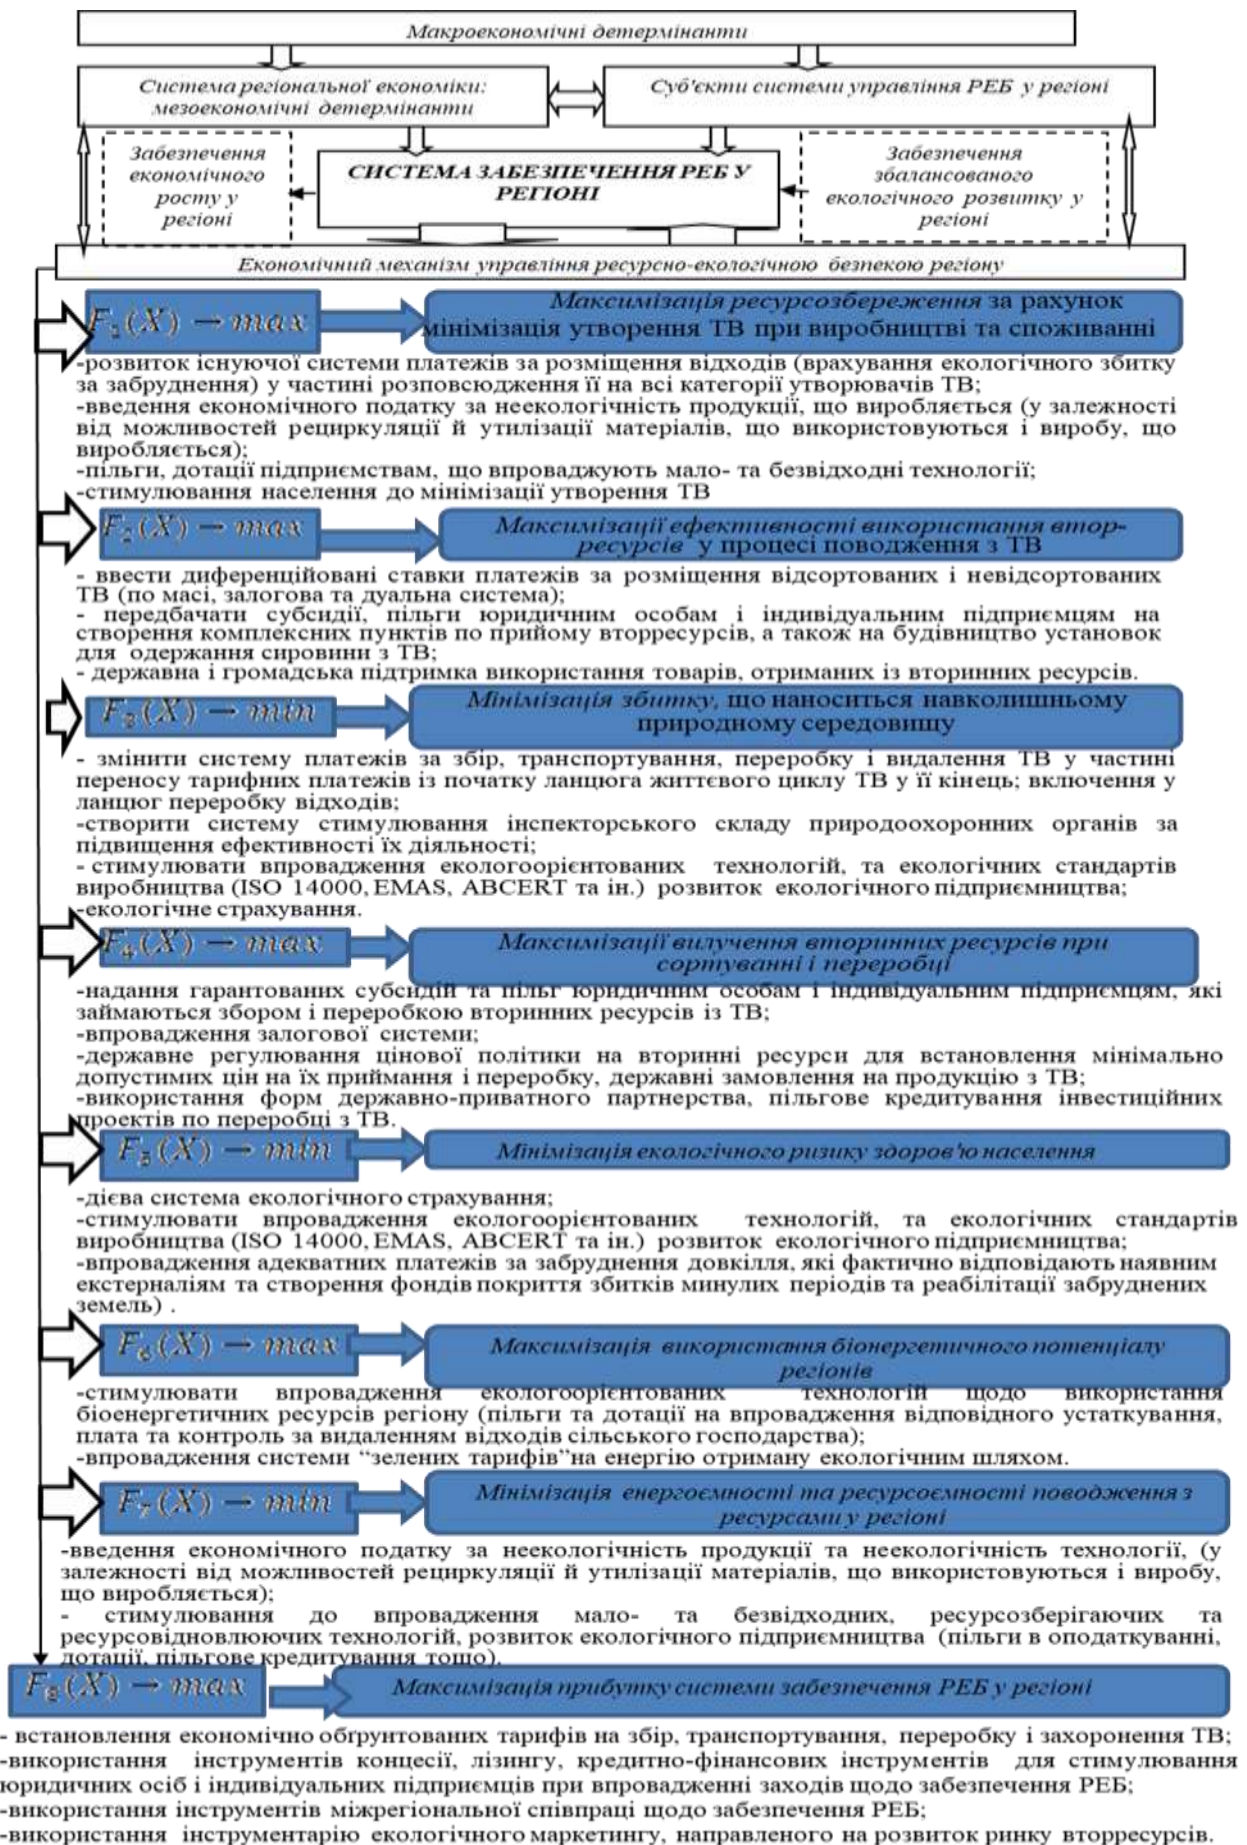 Макроекономічні детермінанти
Система регіональної економіки:
мезоекономічні детермінанти
Суб'єкти системи управління РЕБ у регіоні
Забезпечення
економічного
росту у
регіоні
СИСТЕМА ЗАБЕЗПЕЧЕННЯ РЕБ У
РЕГІОНІ
Забезпечення
збалансованого
екологічного розвитку у
регіоні
Економічний механізм управління ресурсно-екологічною безпекою регіону
F₁(X) → max
Максимізація ресурсозбереження за рахунок
мінімізація утворення ТВ при виробництві та споживанні
-розвиток існуючої системи платежів за розміщення відходів (врахування екологічного збитку
за забруднення) у частині розповсюдження її на всі категорії утворювачів ТВ;
-введення економічного податку за неекологічність продукції, що виробляється (у залежності
від можливостей рециркуляції й утилізації матеріалів, що використовуються і виробу, що
виробляється);
-пільги, дотації підприємствам, що впроваджують мало- та безвідходні технології;
-стимулювання населення до мінімізації утворення ТВ
F₂(X) → max
Максимізації ефективності використання втор-
ресурсів у процесі поводження з ТВ
- ввести диференційовані ставки платежів за розміщення відсортованих і невідсортованих
ТВ (по масі, залогова та дуальна система);
- передбачати субсидії, пільги юридичним особам і індивідуальним підприємцям на
створення комплексних пунктів по прийому вторресурсів, а також на будівництво установок
для одержання сировини з ТВ;
- державна і громадська підтримка використання товарів, отриманих із вторинних ресурсів.
F₃(X) → min
Мінімізація збитку, що наноситься навколишньому
природному середовищу
- змінити систему платежів за збір, транспортування, переробку і видалення ТВ у частині
переносу тарифних платежів із початку ланцюга життєвого циклу ТВ у її кінець; включення у
ланцюг переробку відходів;
-створити систему стимулювання інспекторського складу природоохоронних органів за
підвищення ефективності їх діяльності;
- стимулювати впровадження екологоорієнтованих технологій, та екологічних стандартів
виробництва (ISO 14000, EMAS, ABCERT та ін.) розвиток екологічного підприємництва;
-екологічне страхування.
F₄(X) → max
Максимізації вилучення вторинних ресурсів при
сортуванні і переробці
-надання гарантованих субсидій та пільг юридичним особам і індивідуальним підприємцям, які
займаються збором і переробкою вторинних ресурсів із ТВ;
-впровадження залогової системи;
-державне регулювання цінової політики на вторинні ресурси для встановлення мінімально
допустимих цін на їх приймання і переробку, державні замовлення на продукцію з ТВ;
-використання форм державно-приватного партнерства, пільгове кредитування інвестиційних
проектів по переробці з ТВ.
F₅(X) → min
Мінімізація екологічного ризику здоров'ю населення
-дієва система екологічного страхування;
-стимулювати впровадження екологоорієнтованих технологій, та екологічних стандартів
виробництва (ISO 14000, EMAS, ABCERT та ін.) розвиток екологічного підприємництва;
-впровадження адекватних платежів за забруднення довкілля, які фактично відповідають наявним
екстерналіям та створення фондів покриття збитків минулих періодів та реабілітації забруднених
земель) .
F₆(X) → max
Максимізація використання біонергетичного потенціалу
регіонів
-стимулювати впровадження екологоорієнтованих технологій щодо використання
біоенергетичних ресурсів регіону (пільги та дотації на впровадження відповідного устаткування,
плата та контроль за видаленням відходів сільського господарства);
-впровадження системи “зелених тарифів”на енергію отриману екологічним шляхом.
F₇(X) → min
Мінімізація енергоємності та ресурсоємності поводження з
ресурсами у регіоні
-введення економічного податку за неекологічність продукції та неекологічність технології, (у
залежності від можливостей рециркуляції й утилізації матеріалів, що використовуються і виробу,
що виробляється);
- стимулювання до впровадження мало- та безвідходних, ресурсозберігаючих та
ресурсовідновлюючих технологій, розвиток екологічного підприємництва (пільги в оподаткуванні,
дотації, пільгове кредитування тощо).
F₈(X) → max
Максимізація прибутку системи забезпечення РЕБ у регіоні
- встановлення економічно обґрунтованих тарифів на збір, транспортування, переробку і захоронення ТВ;
-використання інструментів концесії, лізингу, кредитно-фінансових інструментів для стимулювання
юридичних осіб і індивідуальних підприємців при впровадженні заходів щодо забезпечення РЕБ;
-використання інструментів міжрегіональної співпраці щодо забезпечення РЕБ;
-використання інструментарію екологічного маркетингу, направленого на розвиток ринку вторресурсів.